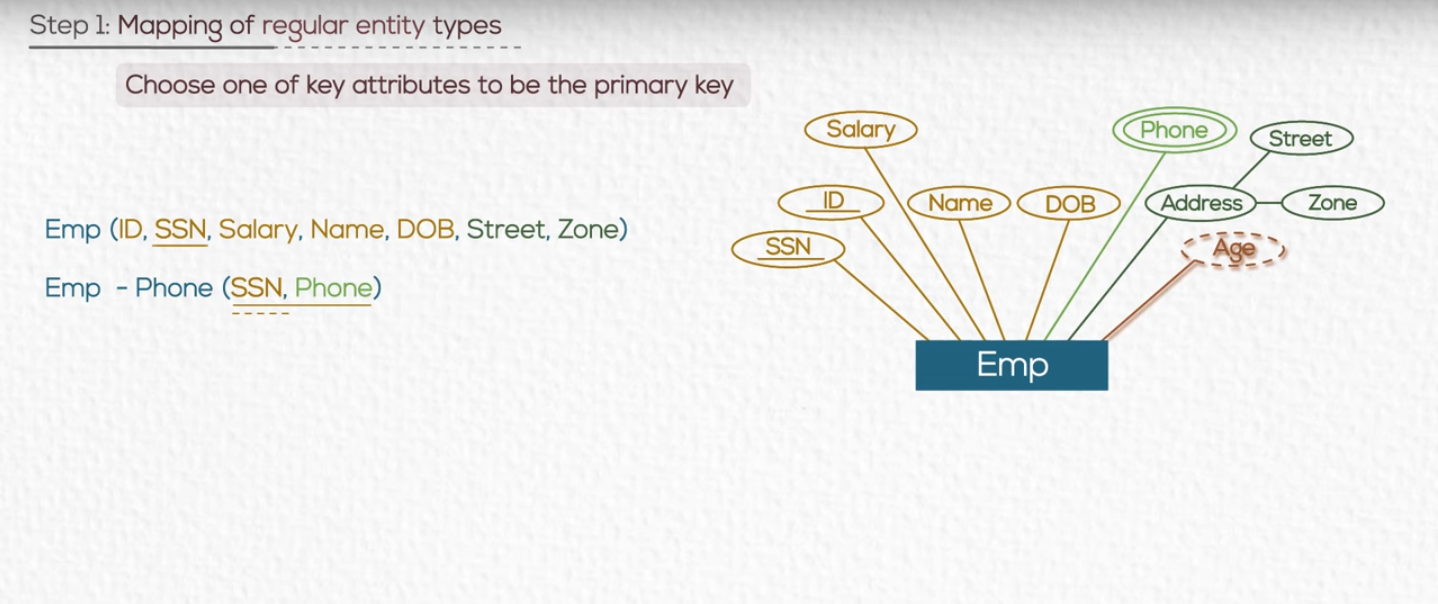 Step 1: Mapping of regular entity types
Choose one of key attributes to be the primary key
Salary
Phone
Street
ID
Name
DOB
Address
Zone
Emp (ID, SSN, Salary, Name, DOB, Street, Zone)
SSN
Age
Emp - Phone (SSN, Phone)
Emp